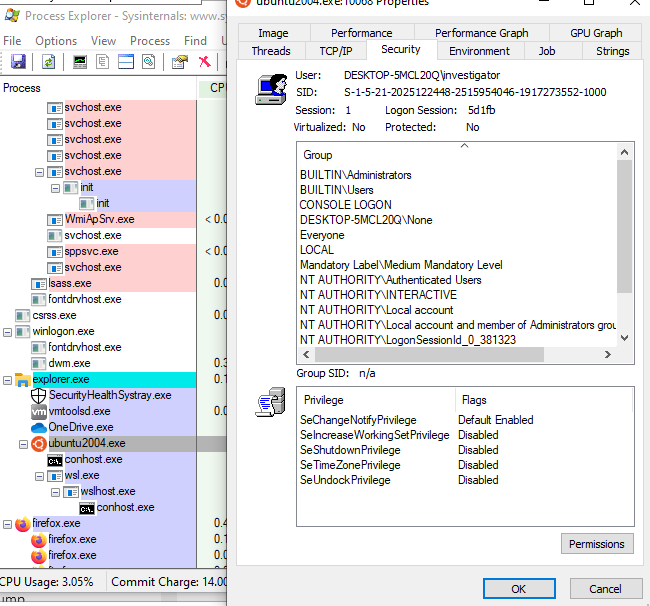 Process Explorer - Sysinternals: www.sy
File Options View Process Find U
Process CPU
svchost.exe
svchost.exe
svchost.exe
svchost.exe
svchost.exe
init
init
WmiApSrv.exe < 0.0
svchost.exe
sppsvc.exe < 0.0
svchost.exe
lsass.exe 0.0
fontdrvhost.exe
csrss.exe 0.0
winlogon.exe
fontdrvhost.exe
dwm.exe 0.3
explorer.exe 0.1
SecurityHealthSystray.exe
vmtoolsd.exe 0.0
OneDrive.exe
ubuntu2004.exe
conhost.exe
wsl.exe
wslhost.exe
conhost.exe
firefox.exe 0.4
firefox.exe 0.1
firefox.exe 0.0
CPU Usage: 3.05% Commit Charge: 14.00
ump
ubuntu2004.exe:10068 Properties
Image Performance Performance Graph GPU Graph
Threads TCP/IP Security Environment Job Strings
User: DESKTOP-5MCL20Q\investigator
SID: S-1-5-21-2025122448-2515954046-1917273552-1000
Session: 1 Logon Session: 5d1fb
Virtualized: No Protected: No
Group
BUILTIN\Administrators
BUILTIN\Users
CONSOLE LOGON
DESKTOP-5MCL20Q\None
Everyone
LOCAL
Mandatory Label\Medium Mandatory Level
NT AUTHORITY\Authenticated Users
NT AUTHORITY\INTERACTIVE
NT AUTHORITY\Local account
NT AUTHORITY\Local account and member of Administrators grou
NT AUTHORITY\LogonSessionId_0_381323
Group SID: n/a
Privilege Flags
SeChangeNotifyPrivilege Default Enabled
SeIncreaseWorkingSetPrivilege Disabled
SeShutdownPrivilege Disabled
SeTimeZonePrivilege Disabled
SeUndockPrivilege Disabled
Permissions
OK Cancel